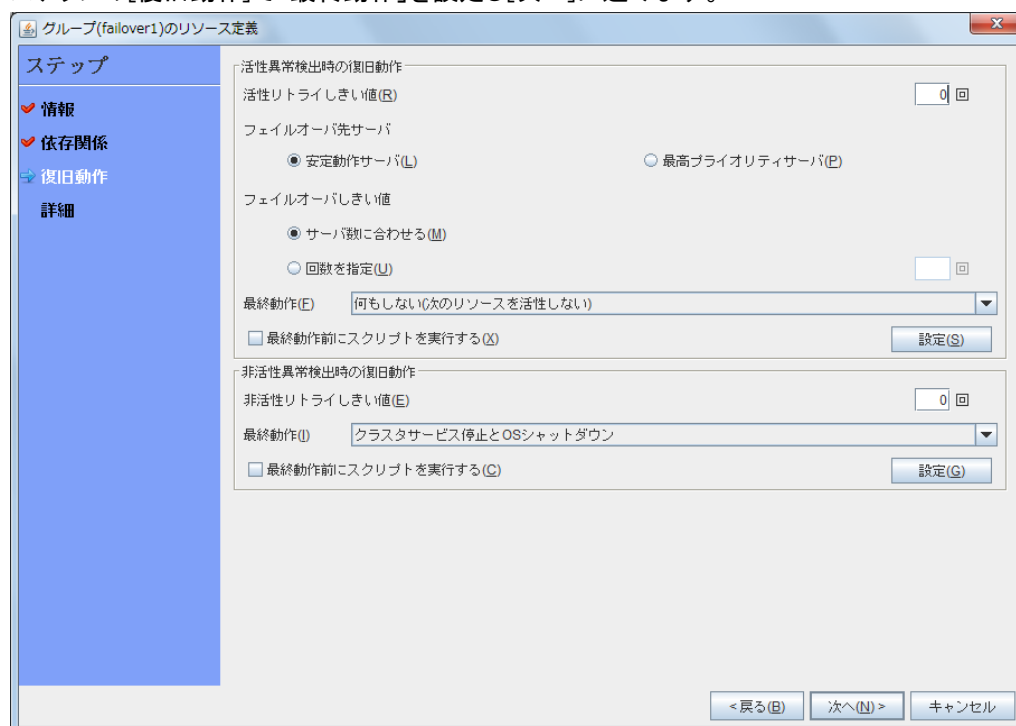 グループ(failover1)のリソース定義
ステップ
情報
依存関係
復旧動作
詳細
活性異常検出時の復旧動作
活性リトライしきい値(R) 0 回
フェイルオーバ先サーバ
安定動作サーバ(L) 最高プライオリティサーバ(P)
フェイルオーバしきい値
サーバ数に合わせる(M)
回数を指定(U) 回
最終動作(F) 何もしない(次のリソースを活性しない)
最終動作前にスクリプトを実行する(X) 設定(S)
非活性異常検出時の復旧動作
非活性リトライしきい値(E) 0 回
最終動作(I) クラスタサービス停止とOSシャットダウン
最終動作前にスクリプトを実行する(C) 設定(G)
<戻る(B) 次へ(N)> キャンセル